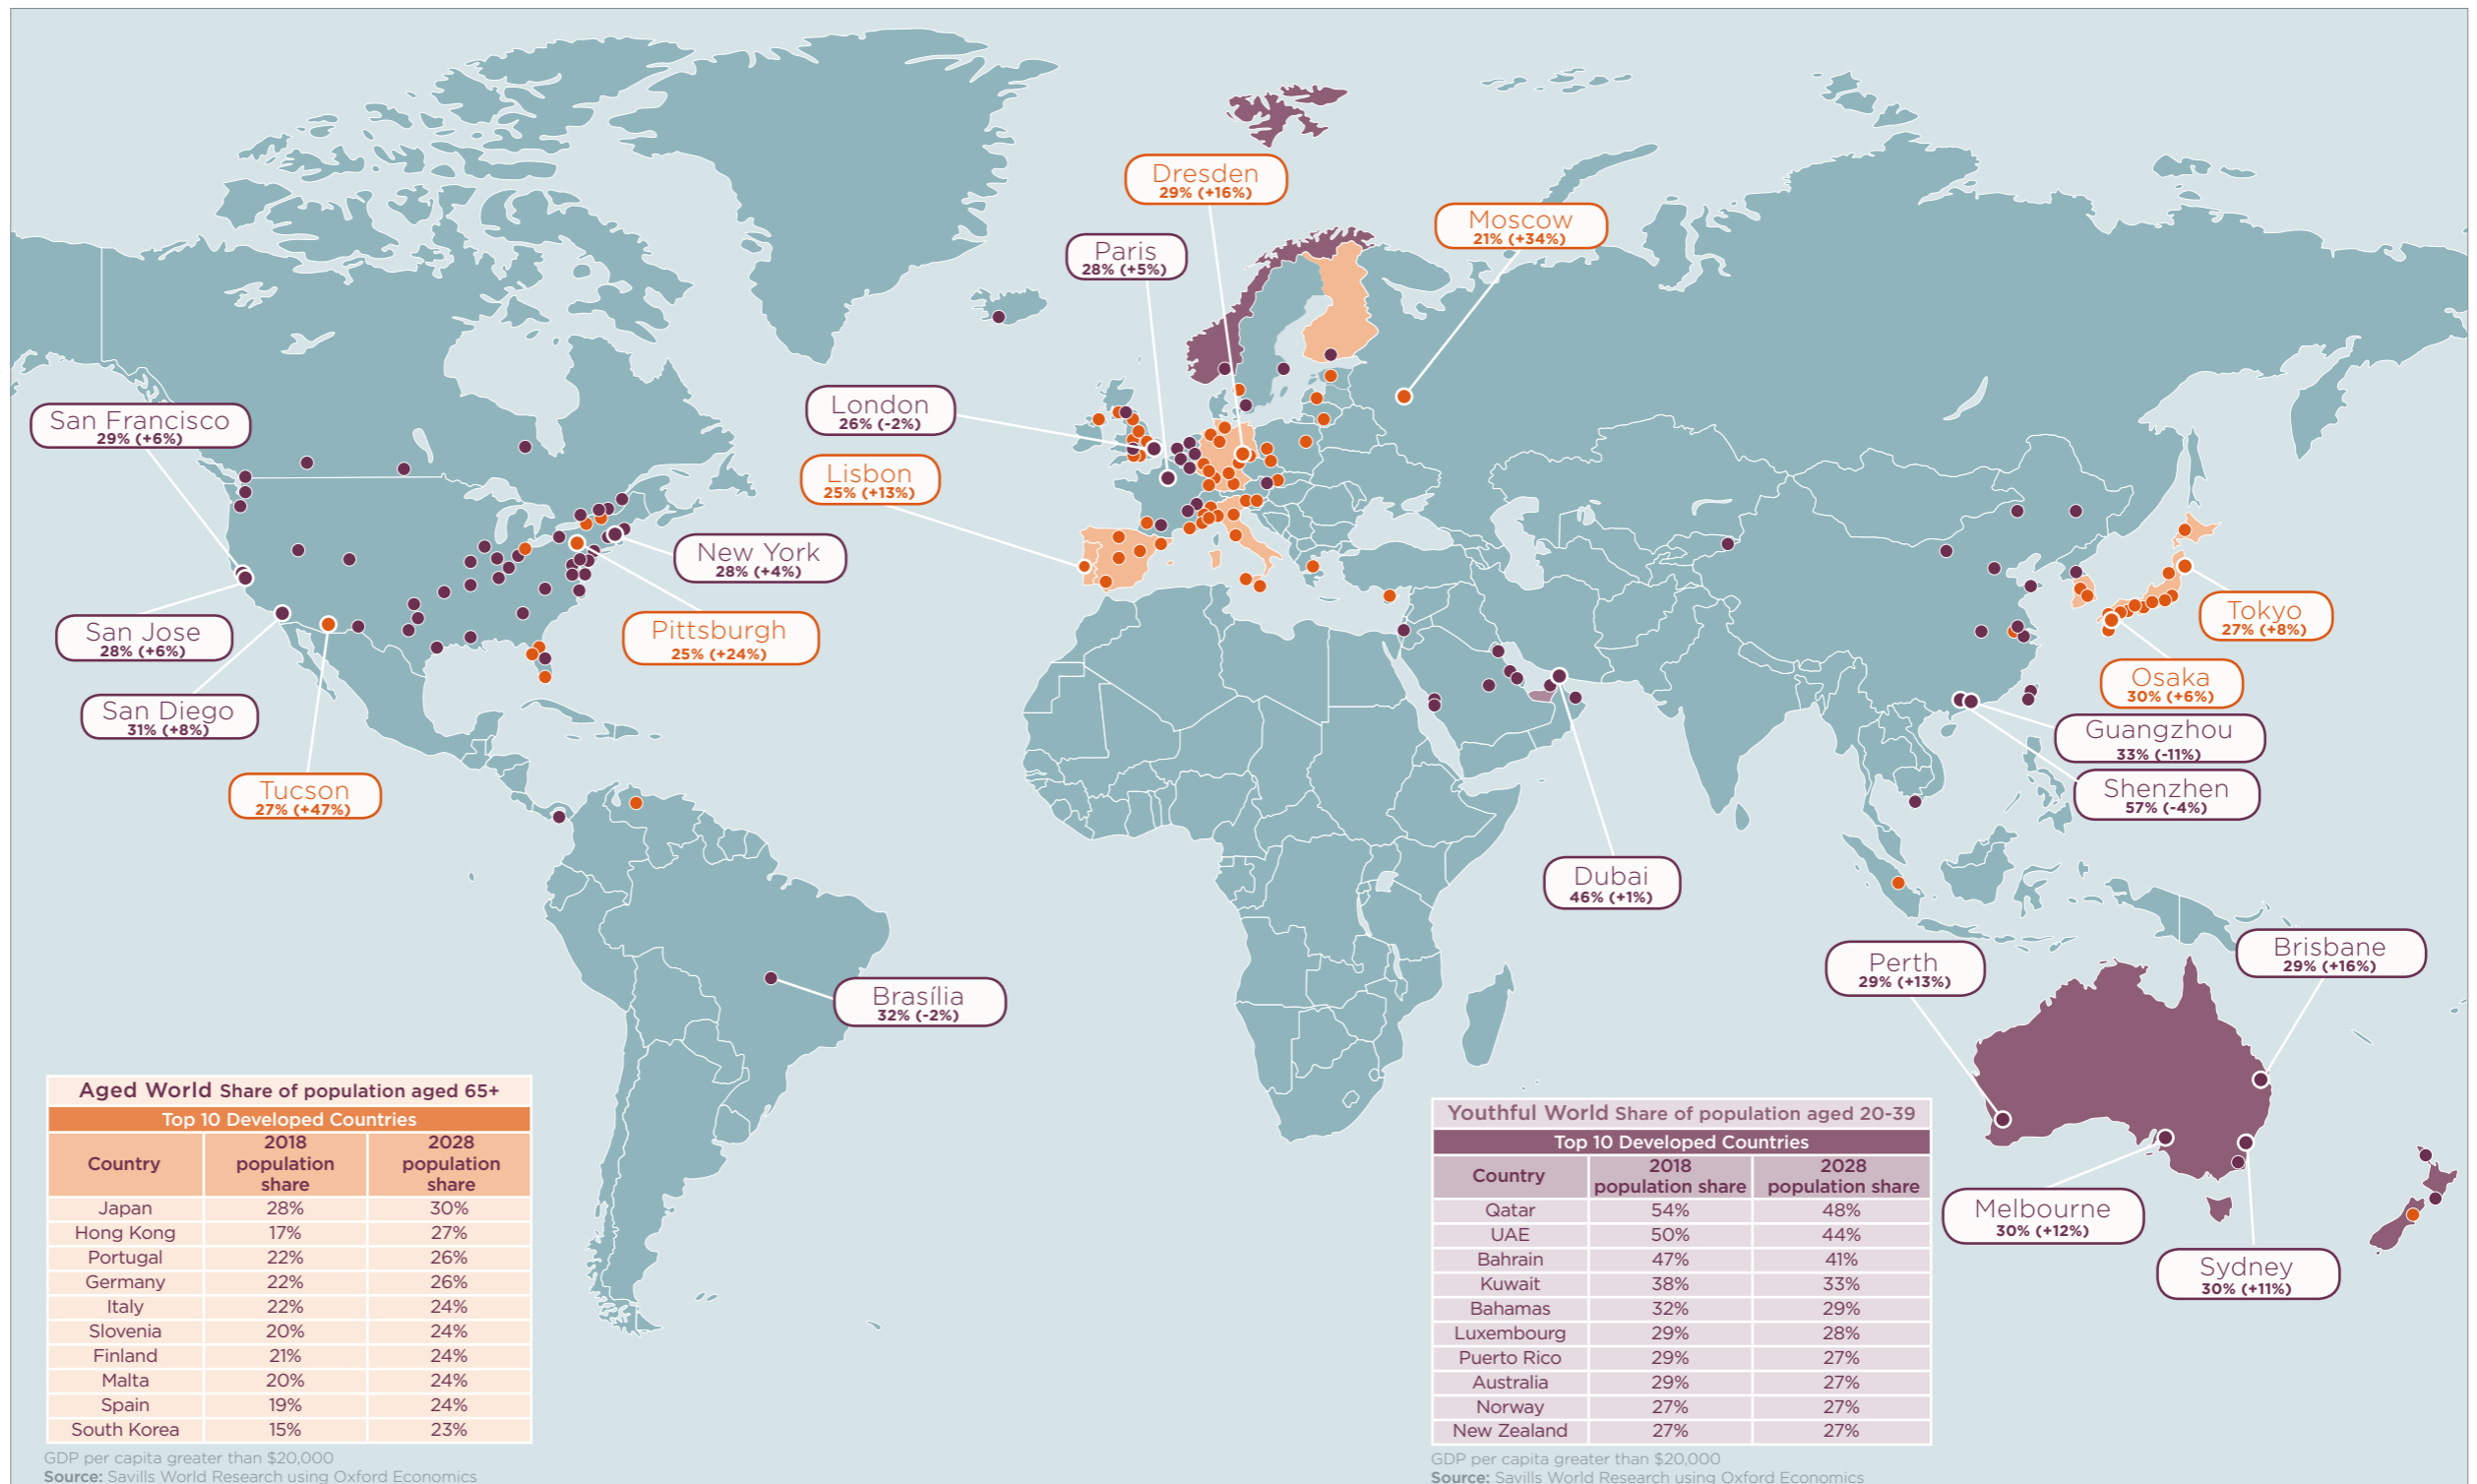 Dresden
29% (+16%)
Moscow
21% (+34%)
Paris
28% (+5%)
London
26% (-2%)
San Francisco
29% (+6%)
Lisbon
25% (+13%)
New York
28% (+4%)
San Jose
28% (+6%)
Pittsburgh
25% (+24%)
Tokyo
27% (+8%)
Osaka
30% (+6%)
San Diego
31% (+8%)
Guangzhou
33% (-11%)
Tucson
27% (+47%)
Shenzhen
57% (-4%)
Dubai
46% (+1%)
Brisbane
29% (+16%)
Perth
29% (+13%)
Brasília
32% (-2%)
Melbourne
30% (+12%)
Sydney
30% (+11%)
Aged World Share of population aged 65+
Top 10 Developed Countries
Country 2018 population share 2028 population share
Japan 28% 30%
Hong Kong 17% 27%
Portugal 22% 26%
Germany 22% 26%
Italy 22% 24%
Slovenia 20% 24%
Finland 21% 24%
Malta 20% 24%
Spain 19% 24%
South Korea 15% 23%
GDP per capita greater than $20,000
Source: Savills World Research using Oxford Economics
Youthful World Share of population aged 20-39
Top 10 Developed Countries
Country 2018 population share 2028 population share
Qatar 54% 48%
UAE 50% 44%
Bahrain 47% 41%
Kuwait 38% 33%
Bahamas 32% 29%
Luxembourg 29% 28%
Puerto Rico 29% 27%
Australia 29% 27%
Norway 27% 27%
New Zealand 27% 27%
GDP per capita greater than $20,000
Source: Savills World Research using Oxford Economics